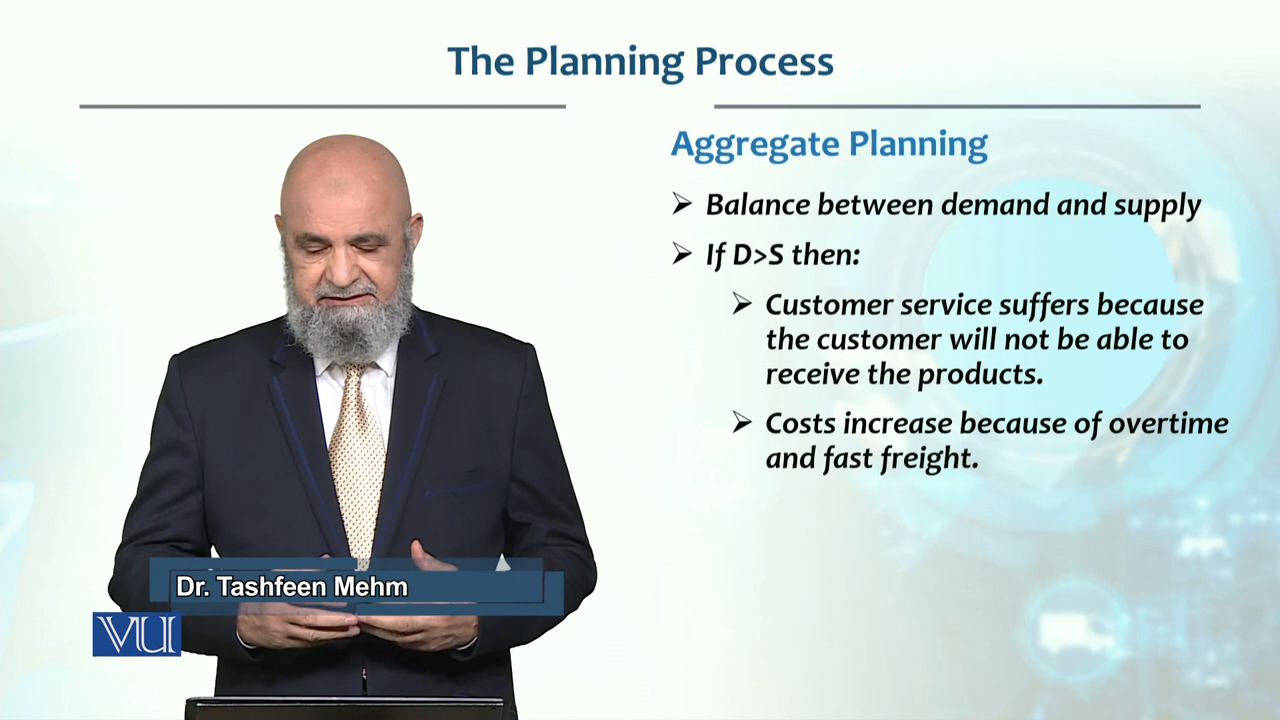 The Planning Process
Aggregate Planning
➢ Balance between demand and supply
➢ If D>S then:
➢ Customer service suffers because
the customer will not be able to
receive the products.
➢ Costs increase because of overtime
and fast freight.
Dr. Tashfeen Mehm
VU